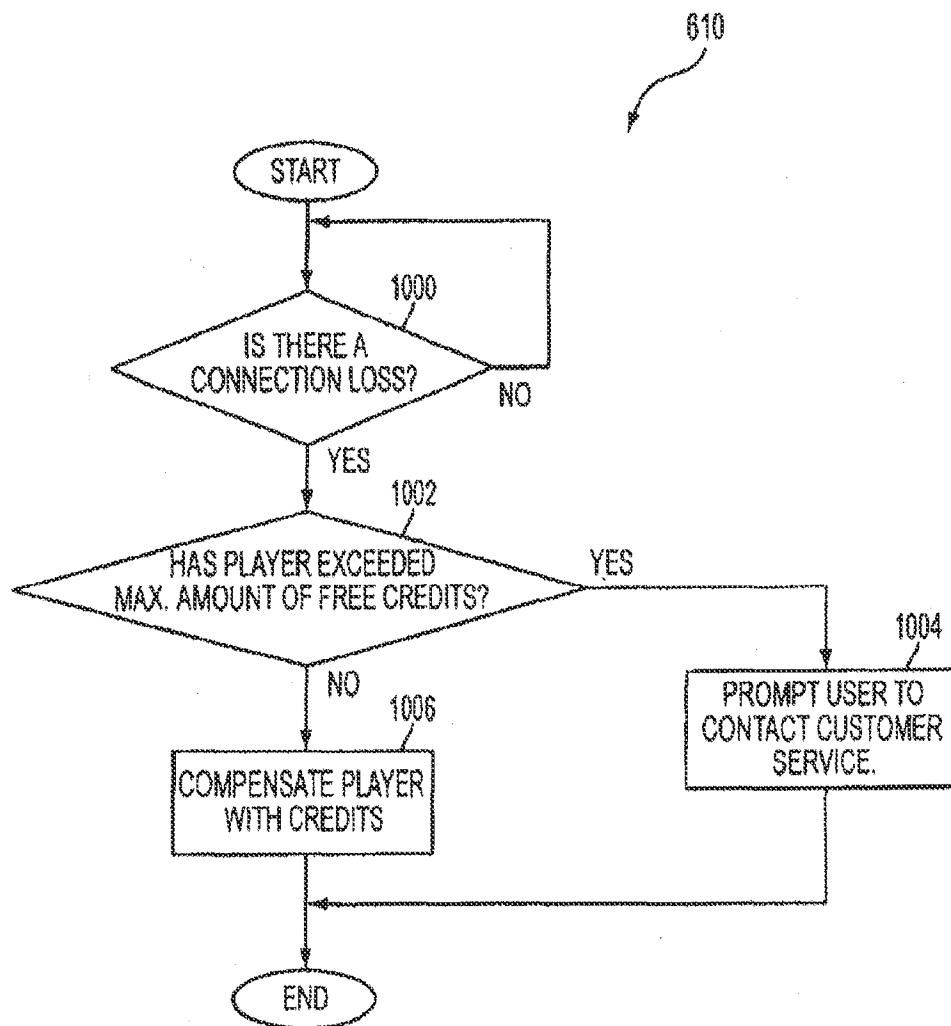 610
START
1000
IS THERE A
CONNECTION LOSS?
NO
YES
1002
HAS PLAYER EXCEEDED
MAX. AMOUNT OF FREE CREDITS?
YES
1004
PROMPT USER TO
CONTACT CUSTOMER
SERVICE.
NO
1006
COMPENSATE PLAYER
WITH CREDITS
END